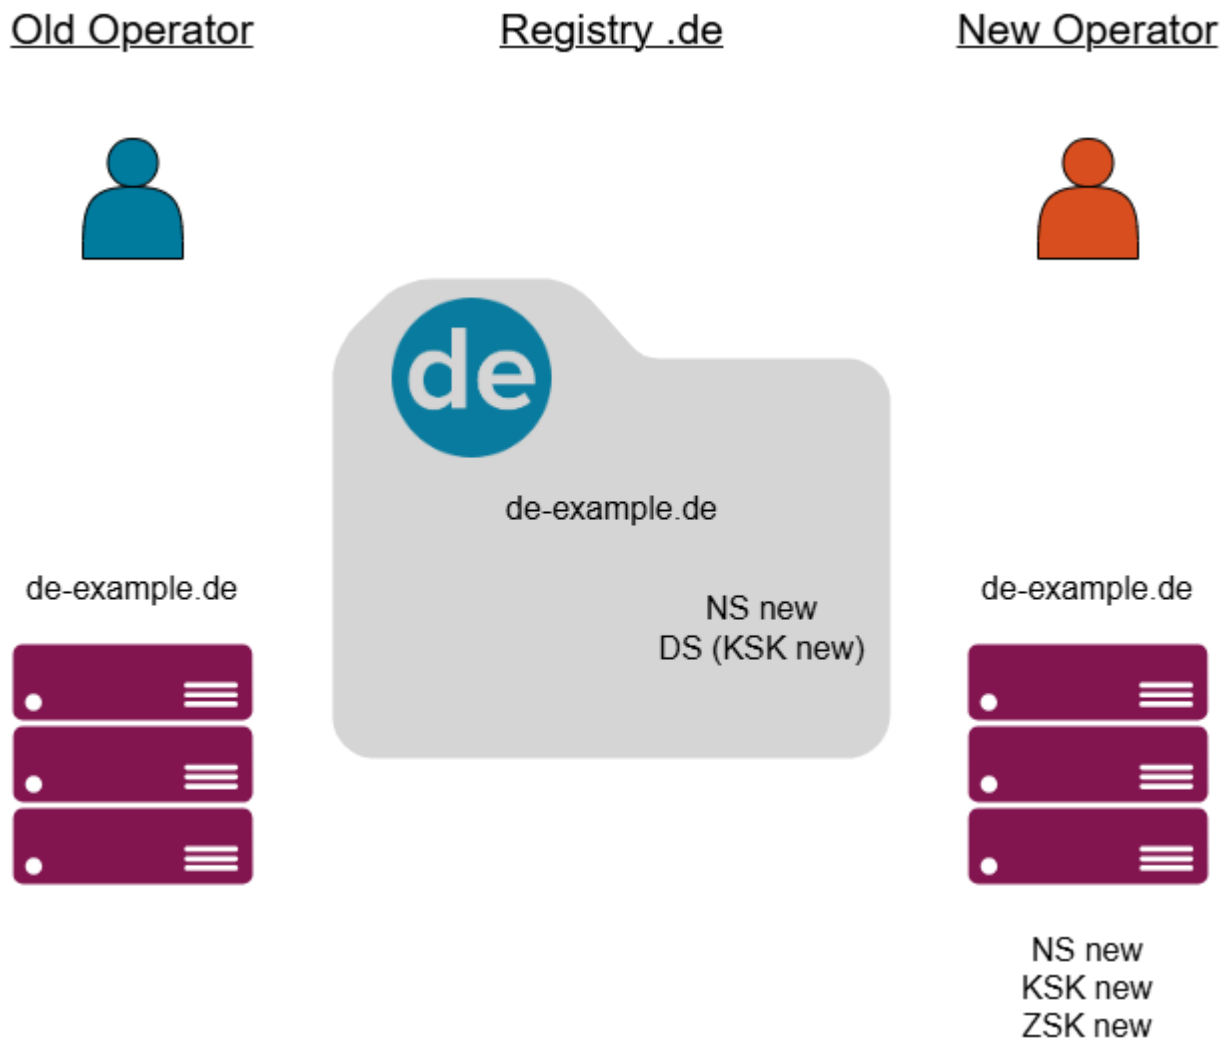 Old Operator
Registry .de
New Operator
de
de-example.de
de-example.de
de-example.de
NS new
DS (KSK new)
NS new
KSK new
ZSK new